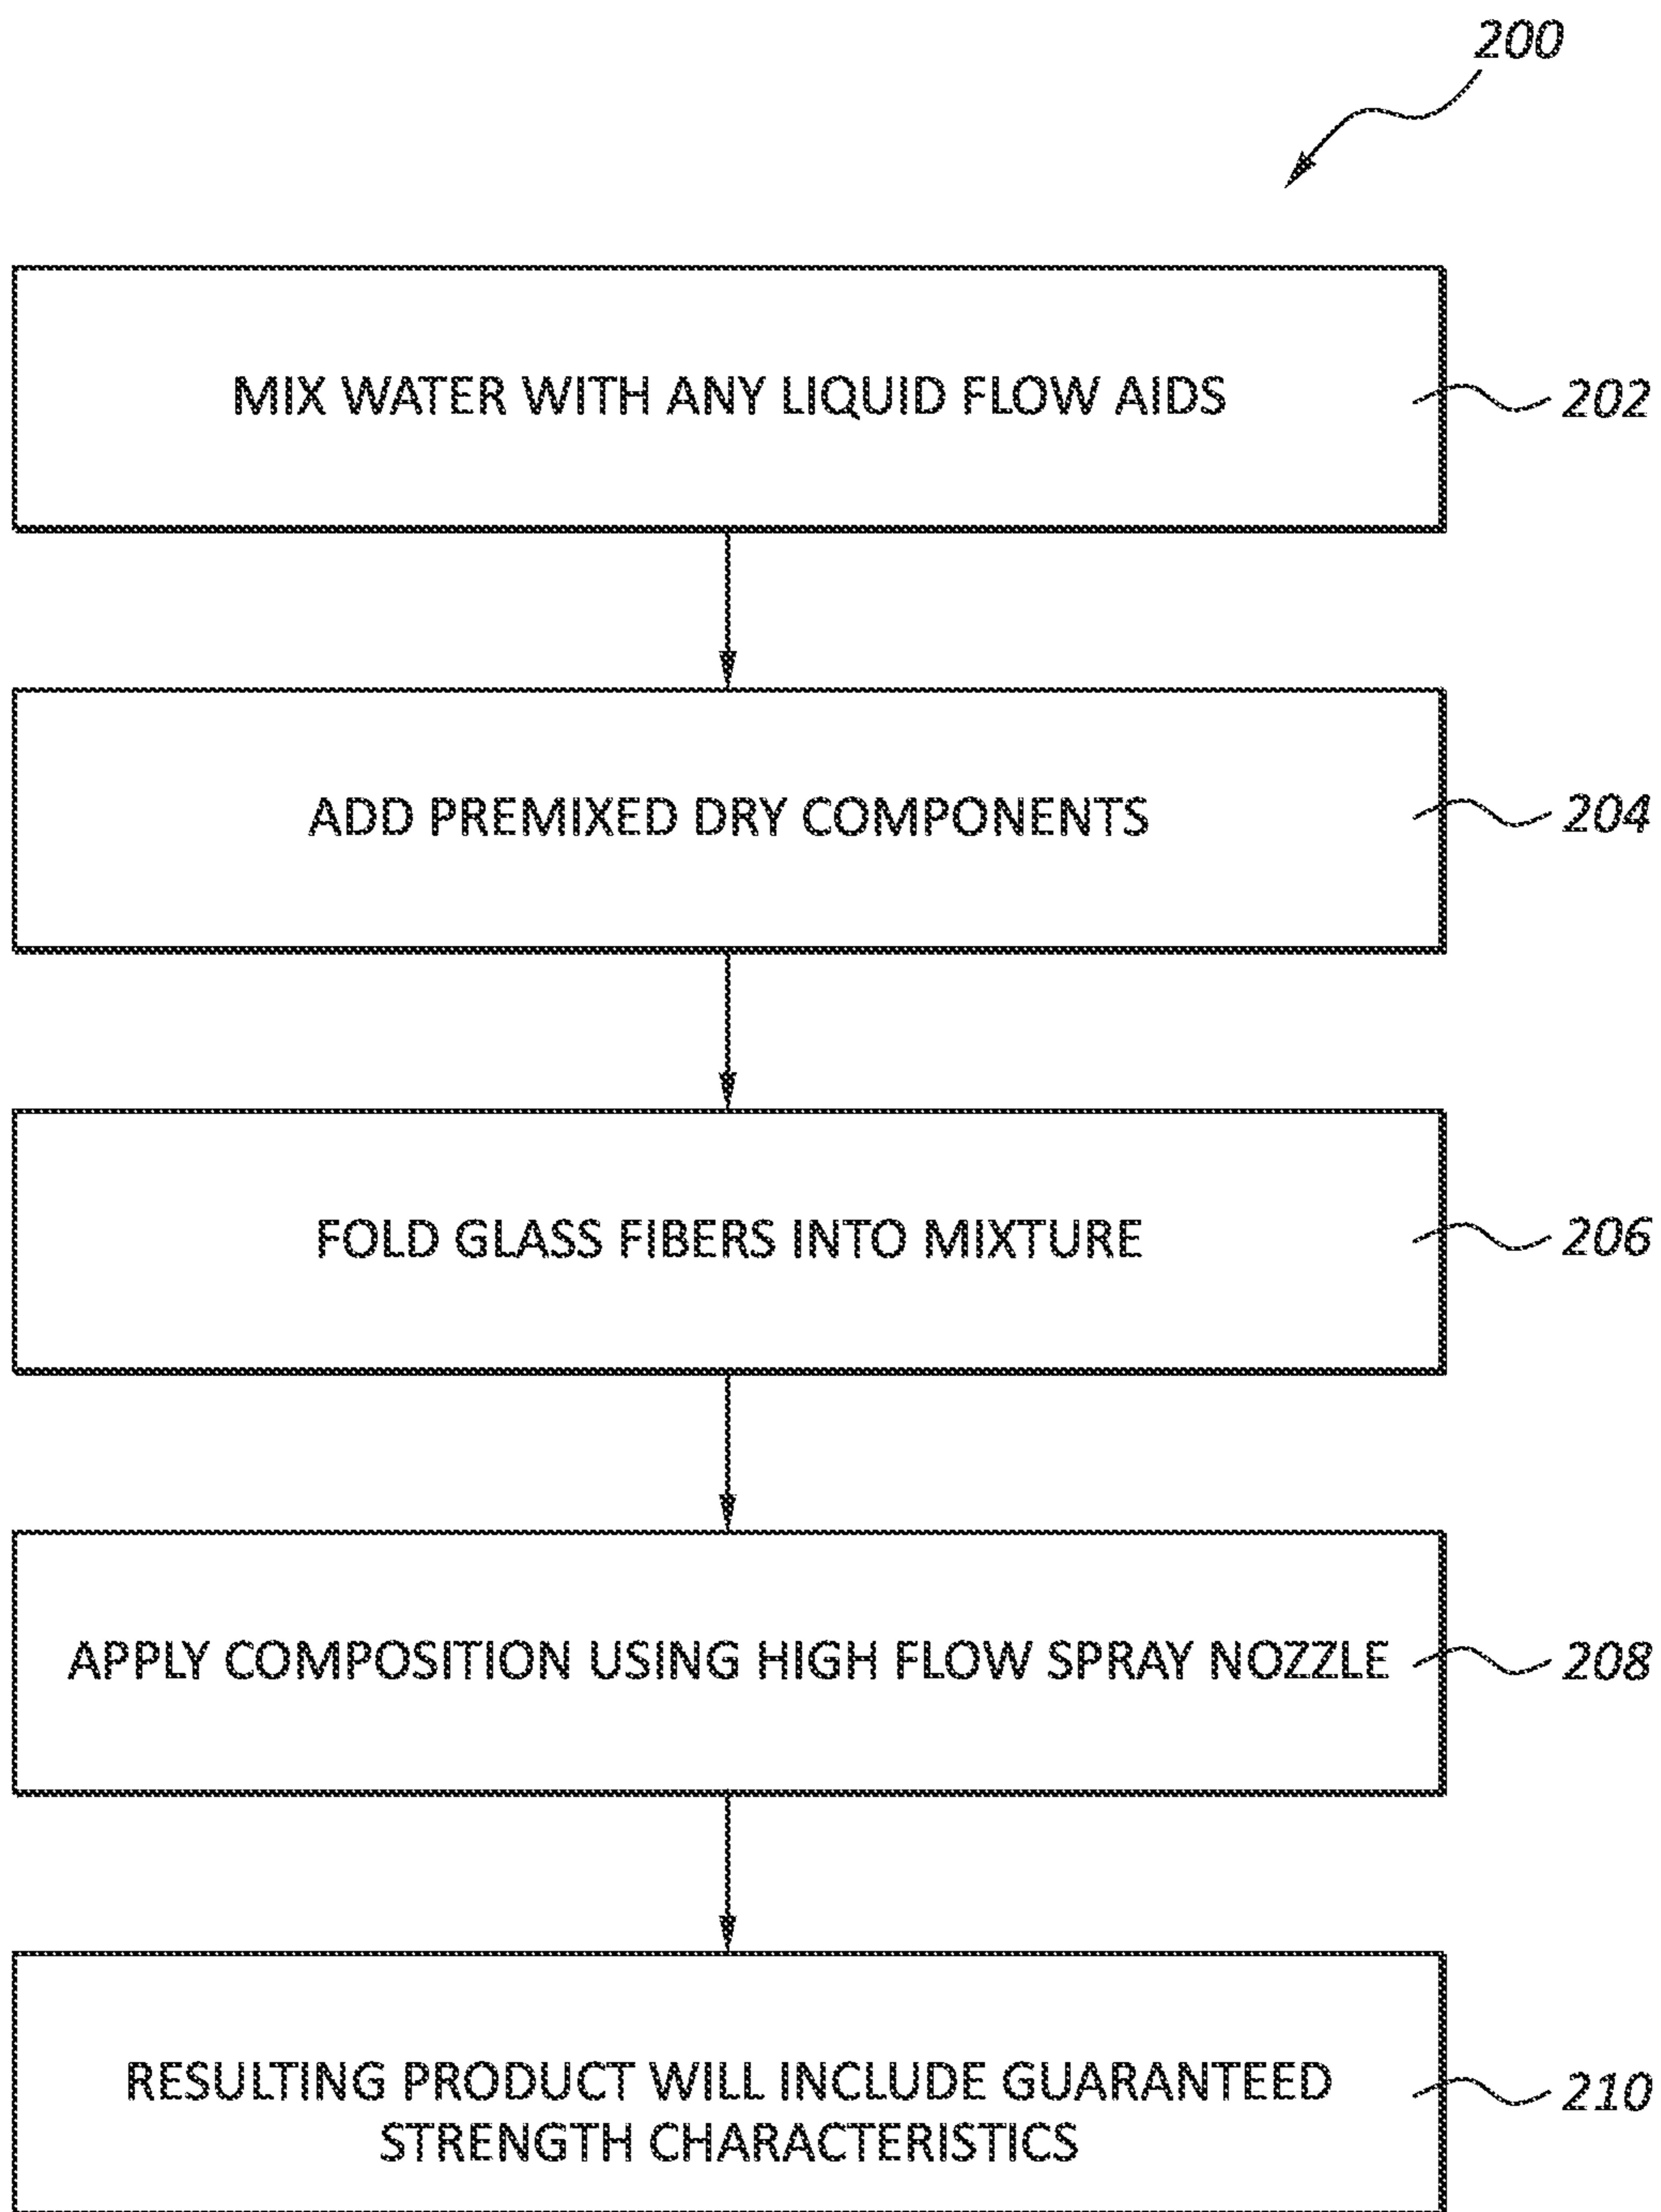 200
MIX WATER WITH ANY LIQUID FLOW AIDS
202
ADD PREMIXED DRY COMPONENTS
204
FOLD GLASS FIBERS INTO MIXTURE
206
APPLY COMPOSITION USING HIGH FLOW SPRAY NOZZLE
208
RESULTING PRODUCT WILL INCLUDE GUARANTEED
STRENGTH CHARACTERISTICS
210